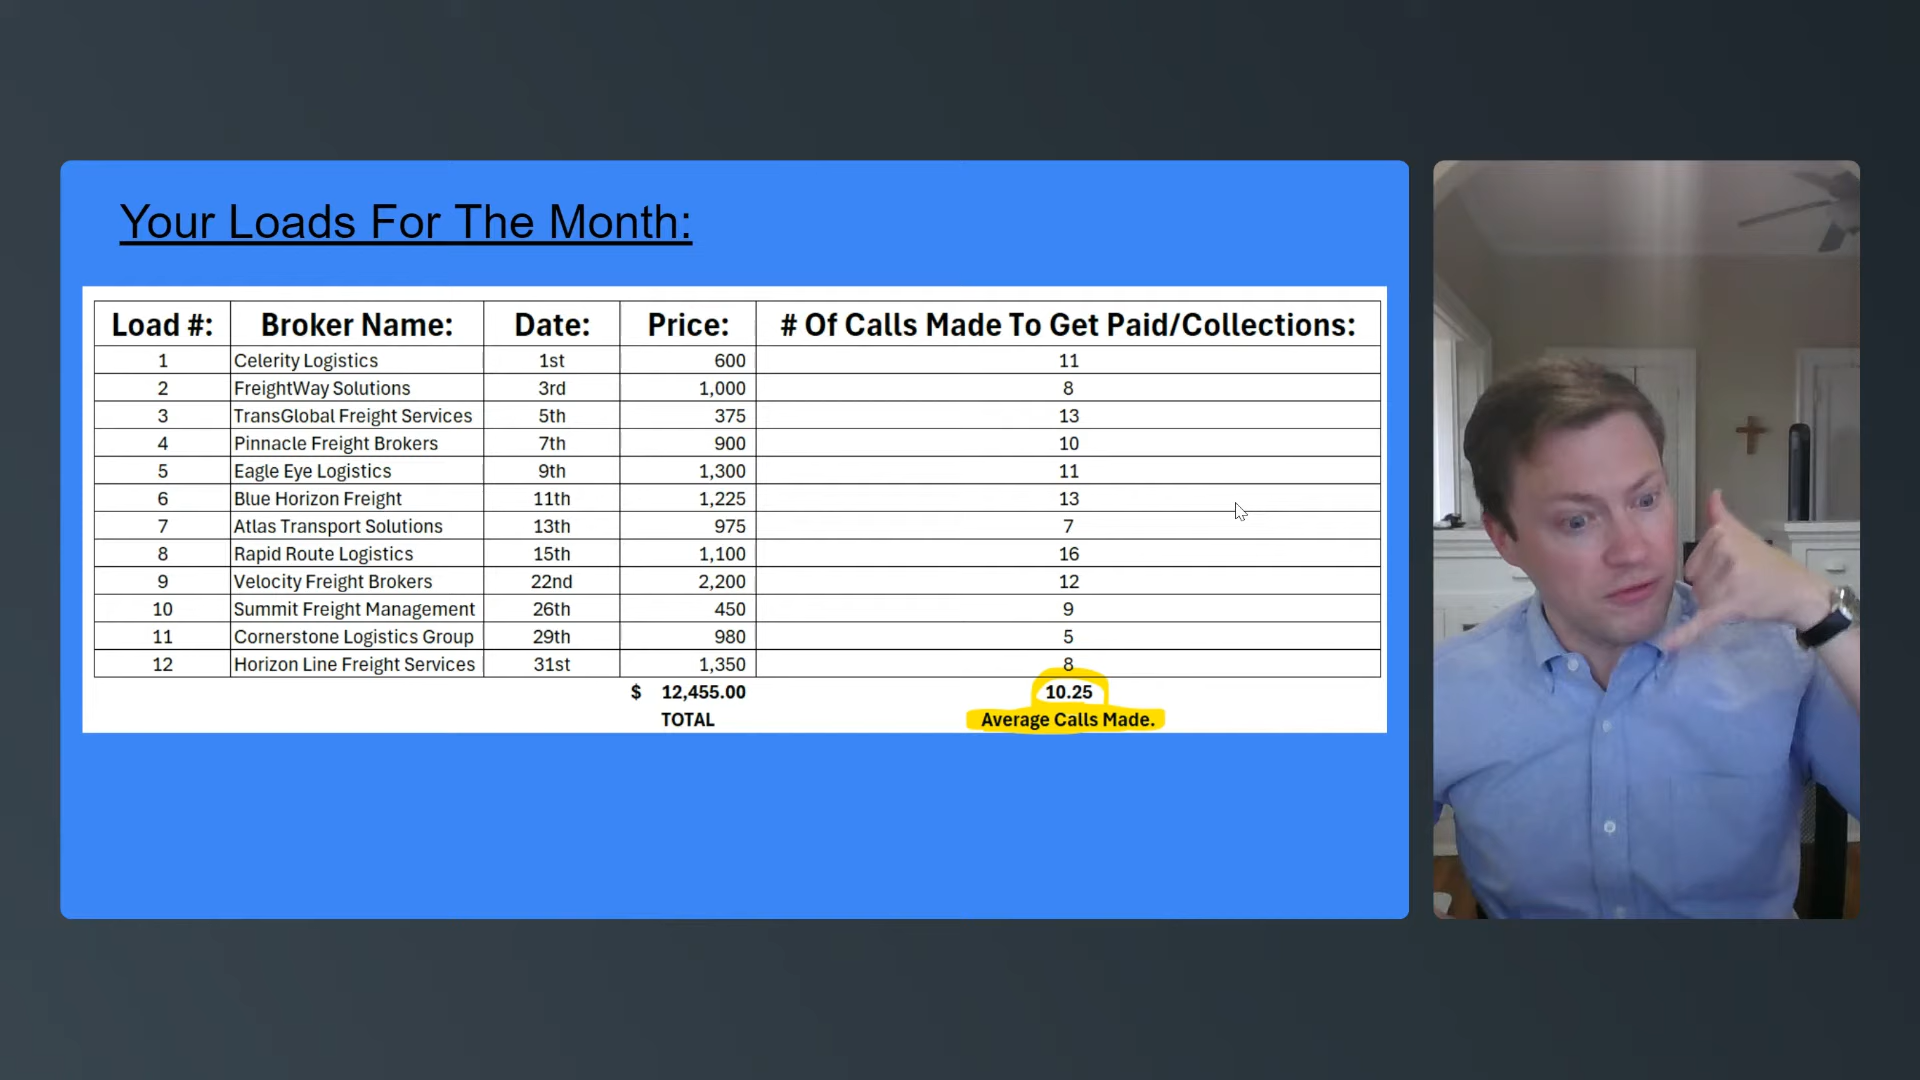 Your Loads For The Month:
Load #: Broker Name: Date: Price: # Of Calls Made To Get Paid/Collections:
1 Celerity Logistics 1st 600 11
2 FreightWay Solutions 3rd 1,000 8
3 TransGlobal Freight Services 5th 375 13
4 Pinnacle Freight Brokers 7th 900 10
5 Eagle Eye Logistics 9th 1,300 11
6 Blue Horizon Freight 11th 1,225 13
7 Atlas Transport Solutions 13th 975 7
8 Rapid Route Logistics 15th 1,100 16
9 Velocity Freight Brokers 22nd 2,200 12
10 Summit Freight Management 26th 450 9
11 Cornerstone Logistics Group 29th 980 5
12 Horizon Line Freight Services 31st 1,350 8
$ 12,455.00 10.25
TOTAL Average Calls Made.